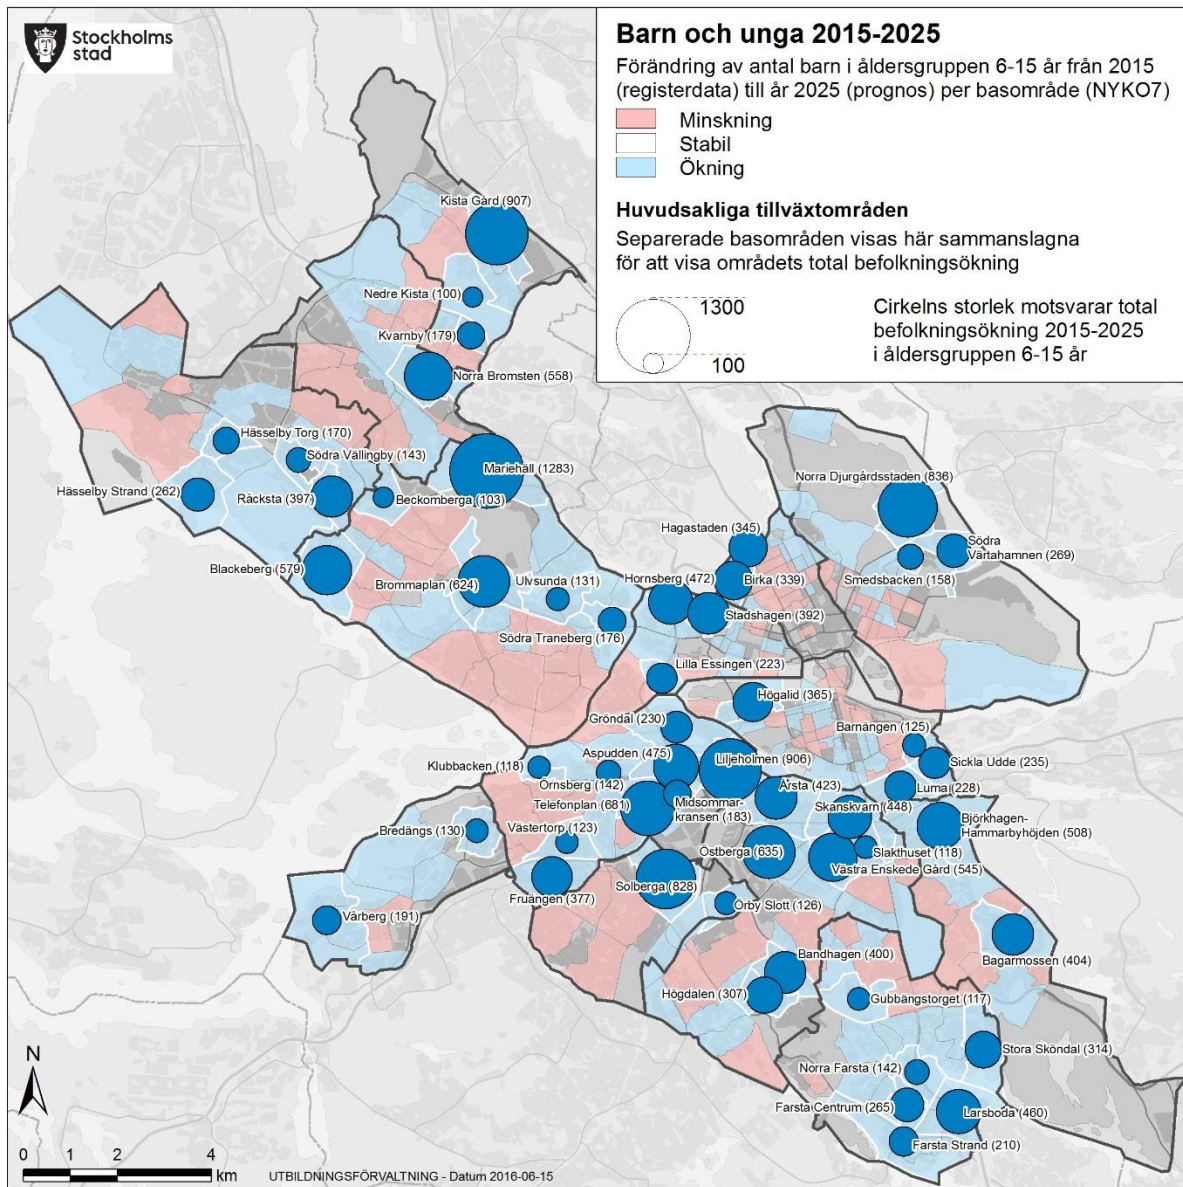 Stockholms
stad
Barn och unga 2015-2025
Förändring av antal barn i åldersgruppen 6-15 år från 2015
(registerdata) till år 2025 (prognos) per basområde (NYKO7)
Minskning
Stabil
Ökning
Huvudsakliga tillväxtområden
Separerade basområden visas här sammanslagna
för att visa områdets total befolkningsökning
1300
100
Cirkelns storlek motsvarar total
befolkningsökning 2015-2025
i åldersgruppen 6-15 år
Kista Gård (907)
Nedre Kista (100)
Kvarnby (179)
Norra Bromsten (558)
Hässelby Torg (170)
Södra Vällingby (143)
Mariehäll (1283)
Hässelby Strand (262)
Råcksta (397)
Beckomberga (103)
Norra Djurgårdsstaden (836)
Hagastaden (345)
Södra
Värtahamnen (269)
Blackeberg (579)
Brommaplan (624)
Ulvsunda (131)
Hornsberg (472)
Birka (339)
Smedsbacken (158)
Stadshagen (392)
Södra Traneberg (176)
Lilla Essingen (223)
Högalid (365)
Gröndal (230)
Barnängen (125)
Aspudden (475)
Liljeholmen (906)
Klubbacken (118)
Sickla Udde (235)
Örnsberg (142)
Årsta (423)
Luma (228)
Telefonplan (681)
Midsommar-
kransen (183)
Skanskvarn (448)
Björkhagen-
Hammarbyhöjden (508)
Bredängs (130)
Västertorp (123)
Östberga (635)
Slakthuset (118)
Västra Enskede Gård (545)
Fruängen (377)
Solberga (828)
Örby Slott (126)
Vårberg (191)
Bandhagen (400)
Bagarmossen (404)
Högdalen (307)
Gubbängstorget (117)
Stora Sköndal (314)
Norra Farsta (142)
Farsta Centrum (265)
Larsboda (460)
Farsta Strand (210)
N
0 1 2 4
km
UTBILDNINGSFÖRVALTNING - Datum 2016-06-15